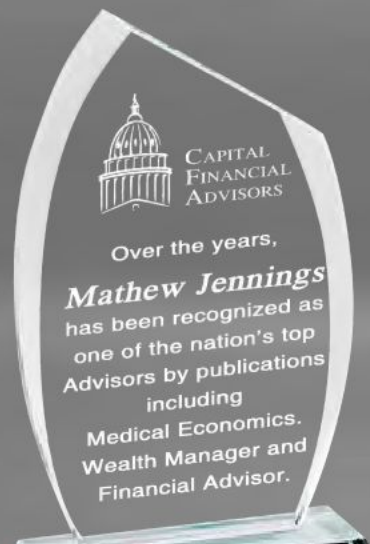 CAPITAL
FINANCIAL
ADVISORS
Over the years,
Mathew Jennings
has been recognized as
one of the nation's top
Advisors by publications
including
Medical Economics.
Wealth Manager and
Financial Advisor.